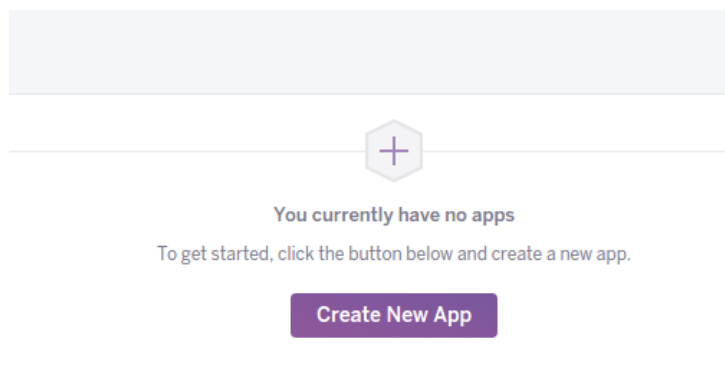 You currently have no apps
To get started, click the button below and create a new app.
Create New App